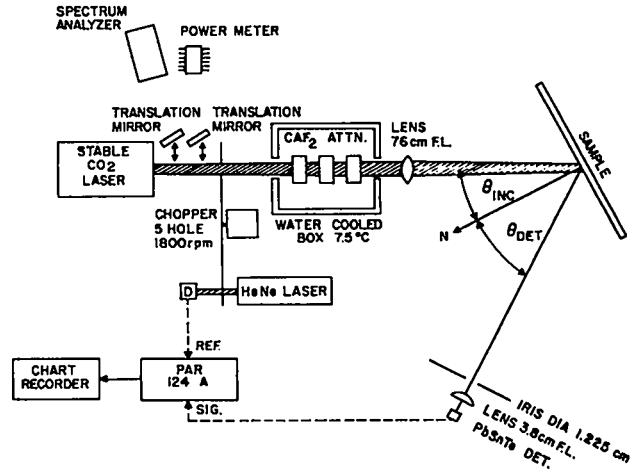 SPECTRUM
ANALYZER
POWER METER
TRANSLATION
MIRROR
TRANSLATION
MIRROR
STABLE
CO2
LASER
CAF2 ATTN.
LENS
76cm F.L.
SAMPLE
θINC
θDET.
N
CHOPPER
5 HOLE
1800rpm
WATER COOLED
BOX 7.5°C
D
HeNe LASER
REF.
CHART
RECORDER
PAR
124 A
SIG.
IRIS DIA 1.225 cm
LENS 3.8cm F.L.
PbSnTe DET.